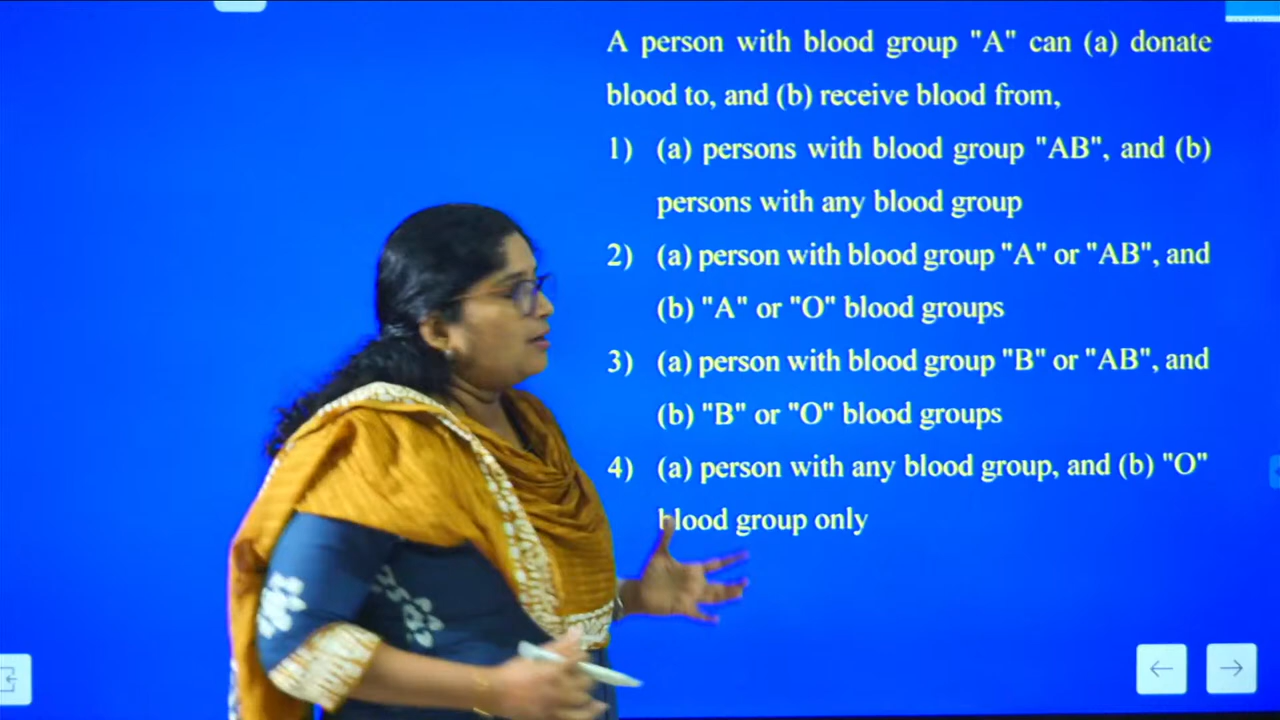 A person with blood group "A" can (a) donate
blood to, and (b) receive blood from,
1) (a) persons with blood group "AB", and (b)
persons with any blood group
2) (a) person with blood group "A" or "AB", and
(b) "A" or "O" blood groups
3) (a) person with blood group "B" or "AB", and
(b) "B" or "O" blood groups
4) (a) person with any blood group, and (b) "O"
blood group only